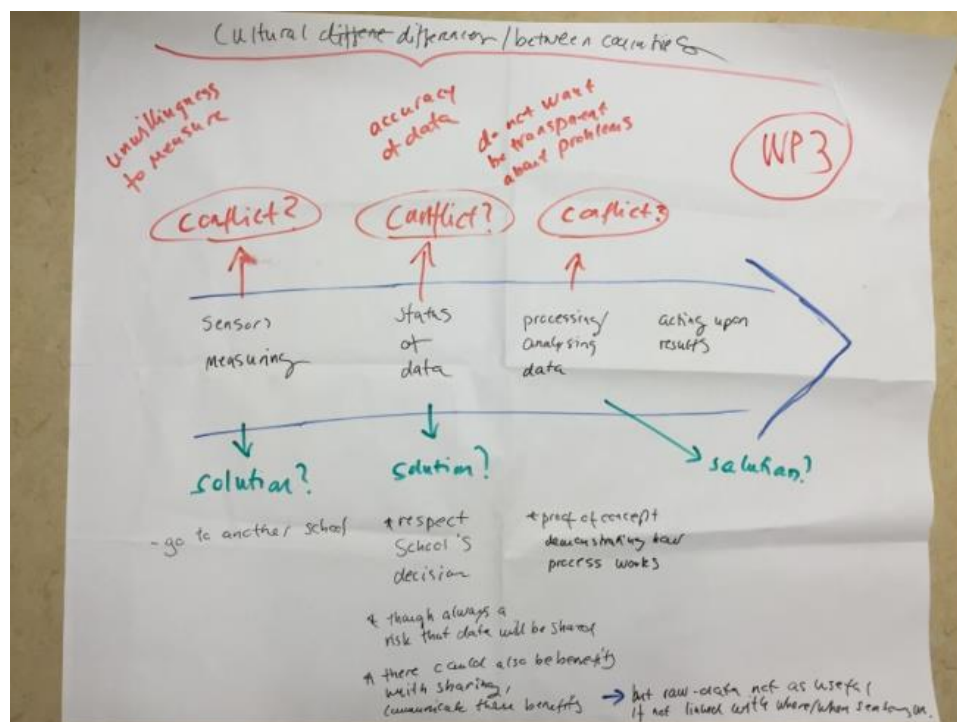 Cultural differene differences / between countries
unwillingness
to measure
accuracy
of data
do not want
be transparent
about problems
WP3
Conflict?
Conflict?
Conflict?
sensors
measuring
status
of
data
processing/
analysing
data
acting upon
results
solution?
solution?
solution?
- go to another school
* respect
School's
decision
* though always a
risk that data will be shared
* there could also be benefits
with sharing,
communicate these benefits
* proof of concept
demonstrating how
process works
→ but raw-data not as useful
if not linked with where/when